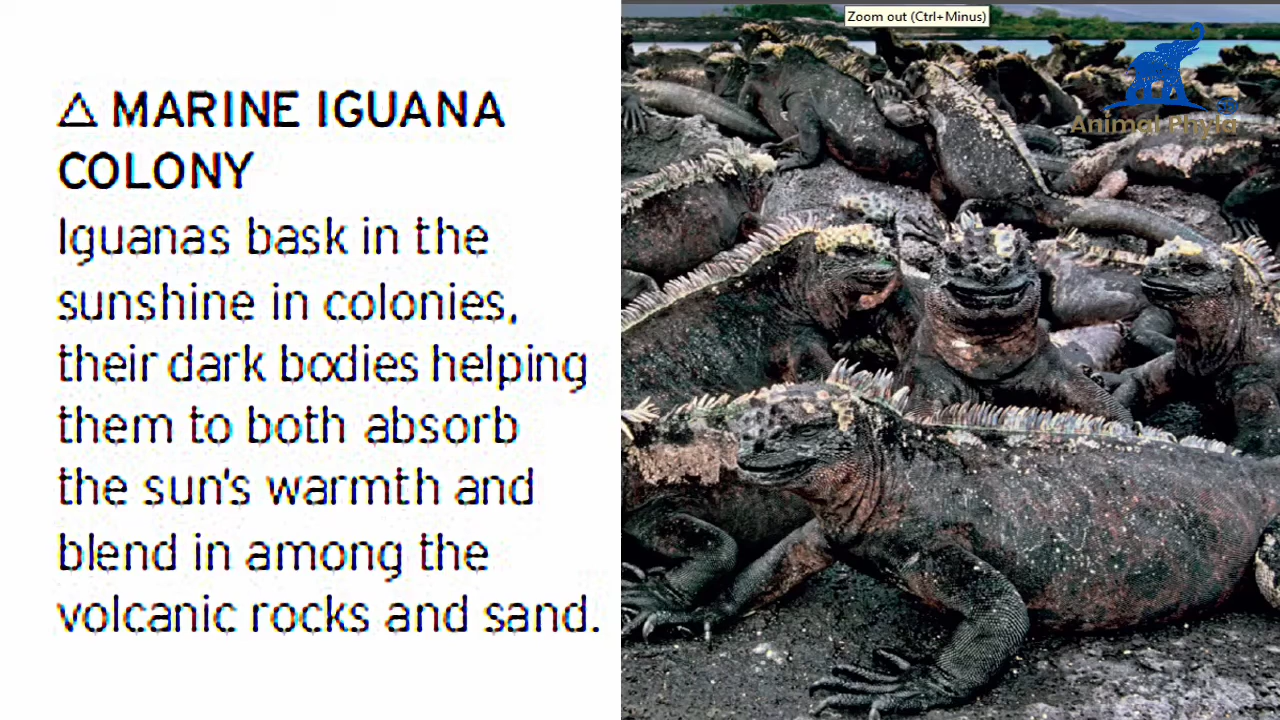 △ MARINE IGUANA
COLONY
Iguanas bask in the
sunshine in colonies,
their dark bodies helping
them to both absorb
the sun's warmth and
blend in among the
volcanic rocks and sand.
Zoom out (Ctrl+Minus)
Animal Phyla